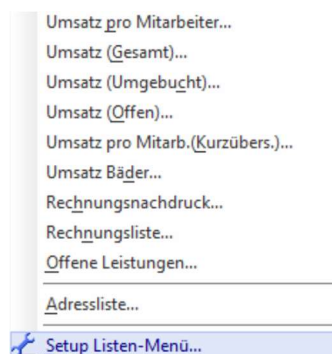 Umsatz pro Mitarbeiter...
Umsatz (Gesamt)...
Umsatz (Umgebucht)...
Umsatz (Offen)...
Umsatz pro Mitarb.(Kurzübers.)...
Umsatz Bäder...
Rechnungsnachdruck...
Rechnungsliste...
Offene Leistungen...
Adressliste...
Setup Listen-Menü...